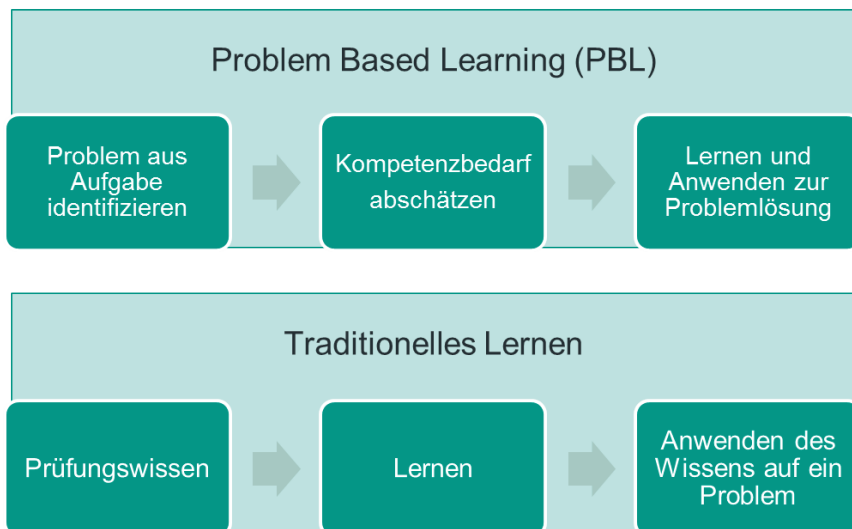 Problem Based Learning (PBL)
Problem aus
Aufgabe
identifizieren
Kompetenzbedarf
abschätzen
Lernen und
Anwenden zur
Problemlösung
Traditionelles Lernen
Prüfungswissen
Lernen
Anwenden des
Wissens auf ein
Problem